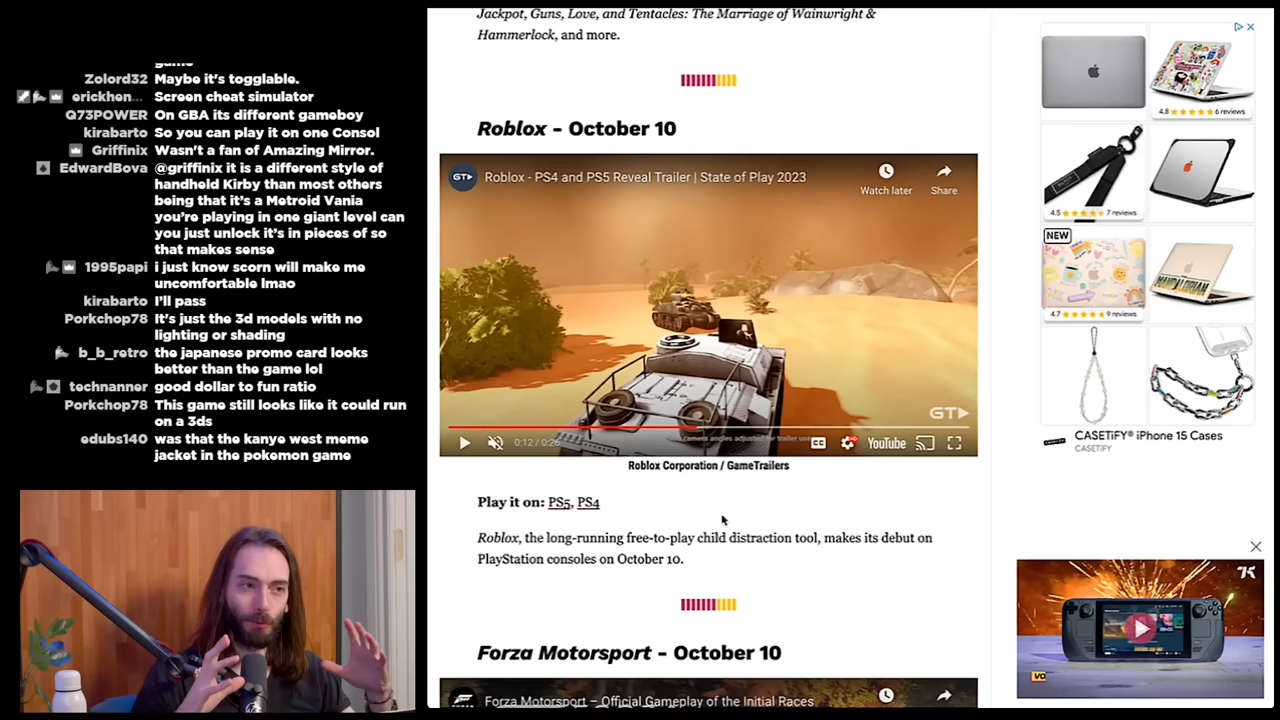 game
Zolord32 Maybe it's togglable.
erickhen... Screen cheat simulator
Q73POWER On GBA its different gameboy
kirabarto So you can play it on one Consol
Griffinix Wasn't a fan of Amazing Mirror.
EdwardBova @griffinix it is a different style of
handheld Kirby than most others
being that it's a Metroid Vania
you're playing in one giant level can
you just unlock it's in pieces of so
that makes sense
1995papi i just know scorn will make me
uncomfortable lmao
kirabarto I'll pass
Porkchop78 It's just the 3d models with no
lighting or shading
b_b_retro the japanese promo card looks
better than the game lol
technanner good dollar to fun ratio
Porkchop78 This game still looks like it could run
on a 3ds
edubs140 was that the kanye west meme
jacket in the pokemon game
Jackpot, Guns, Love, and Tentacles: The Marriage of Wainwright &
Hammerlock, and more.
Roblox - October 10
GT
Roblox - PS4 and PS5 Reveal Trailer | State of Play 2023
Watch later
Share
GT
camera angles adjusted for trailer use
0:12 / 0:26
CC
YouTube
Roblox Corporation / GameTrailers
Play it on: PS5, PS4
Roblox, the long-running free-to-play child distraction tool, makes its debut on
PlayStation consoles on October 10.
Forza Motorsport - October 10
Forza Motorsport – Official Gameplay of the Initial Races
4.8 6 reviews
4.5 7 reviews
NEW
MANDALORIAN
4.7 9 reviews
CASETiFY® iPhone 15 Cases
CASETiFY